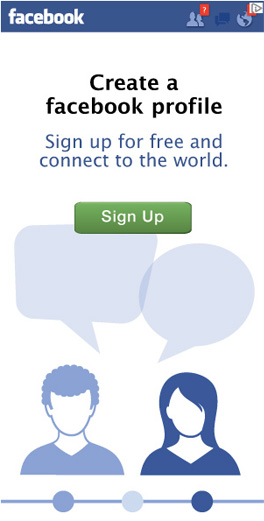 facebook
?
Create a
facebook profile
Sign up for free and
connect to the world.
Sign Up